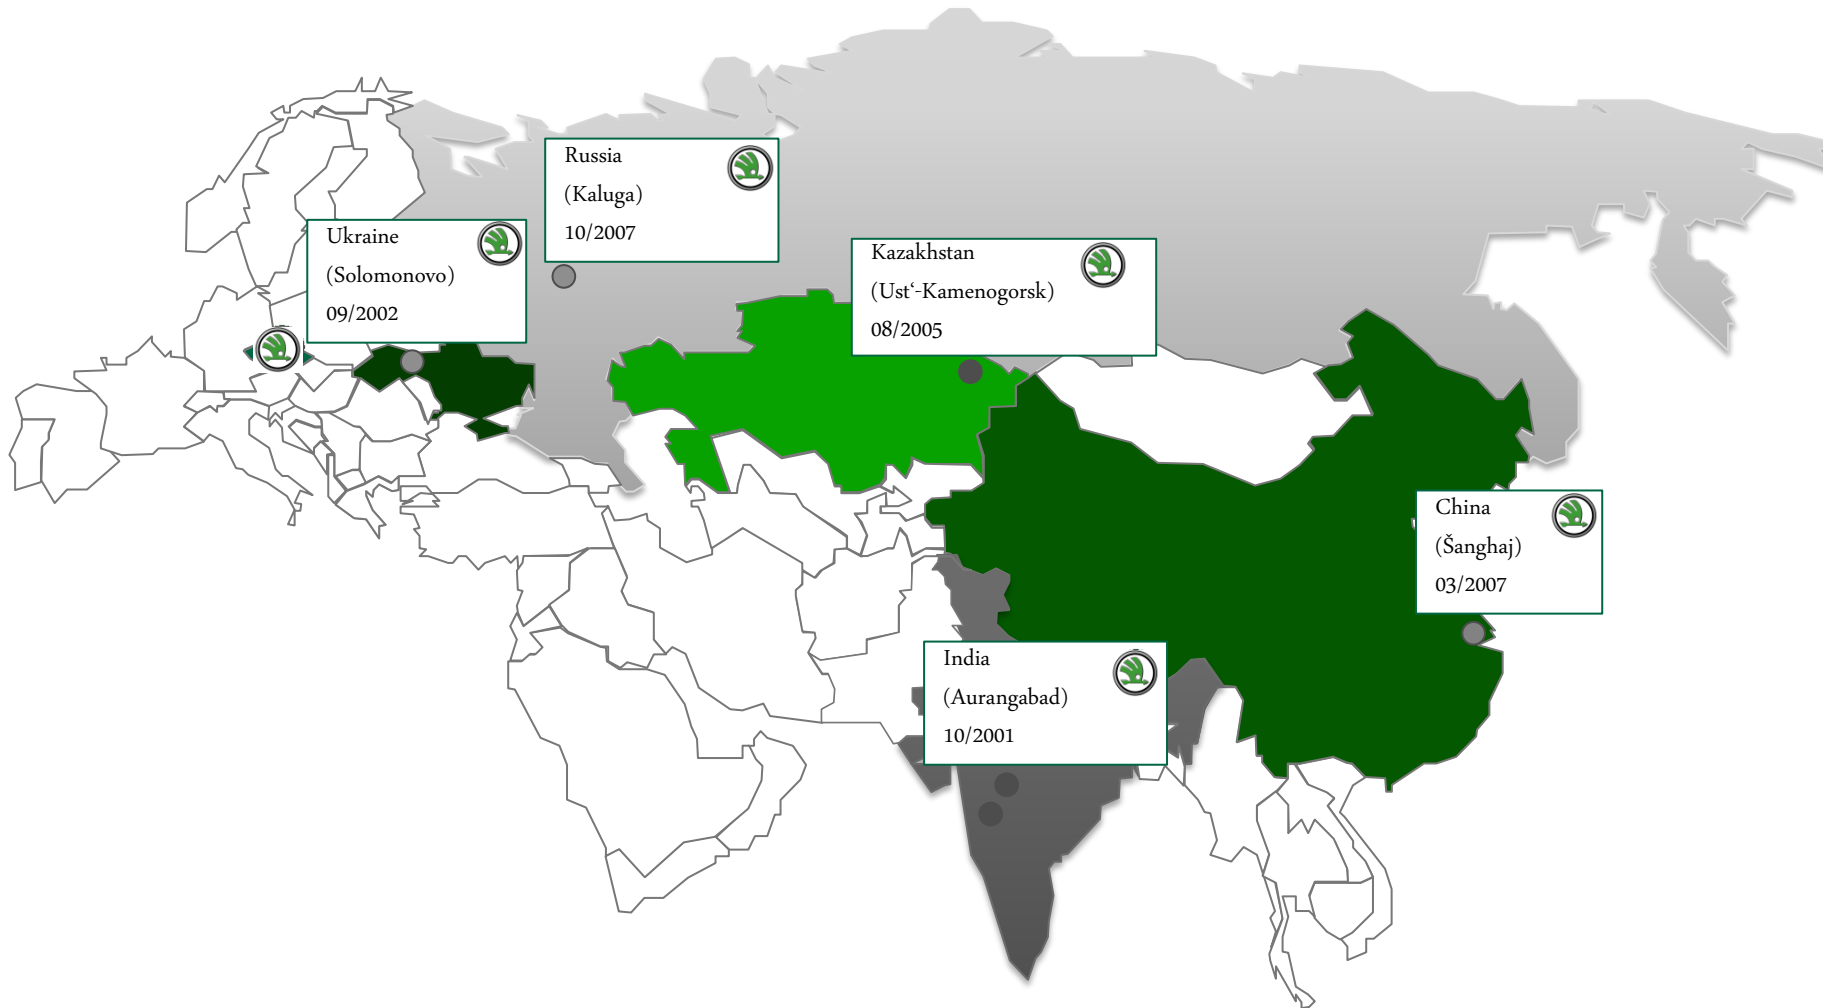 Russia
(Kaluga)
10/2007
Ukraine
(Solomonovo)
09/2002
Kazakhstan
(Ust‘-Kamenogorsk)
08/2005
China
(Šanghaj)
03/2007
India
(Aurangabad)
10/2001